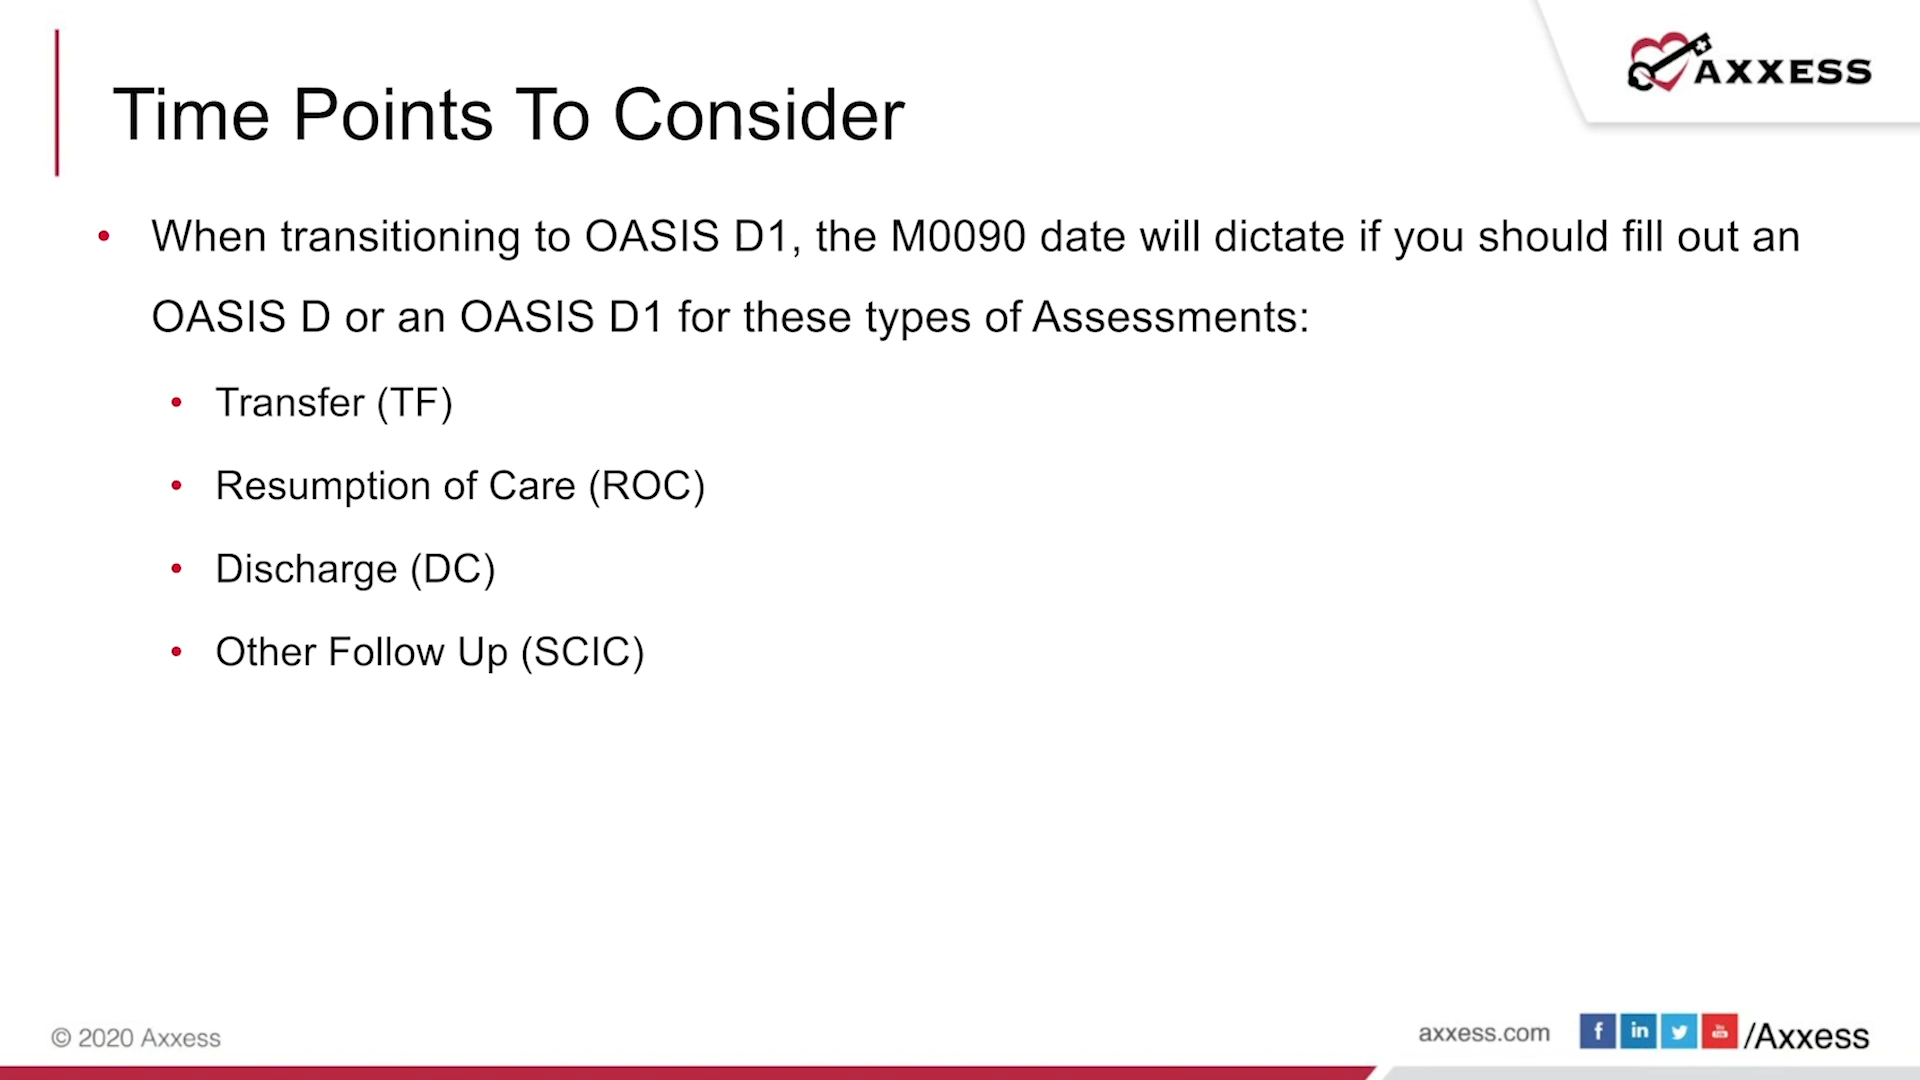 AXXESS
Time Points To Consider
• When transitioning to OASIS D1, the M0090 date will dictate if you should fill out an
OASIS D or an OASIS D1 for these types of Assessments:
• Transfer (TF)
• Resumption of Care (ROC)
• Discharge (DC)
• Other Follow Up (SCIC)
© 2020 Axxess
axxess.com f in /Axxess